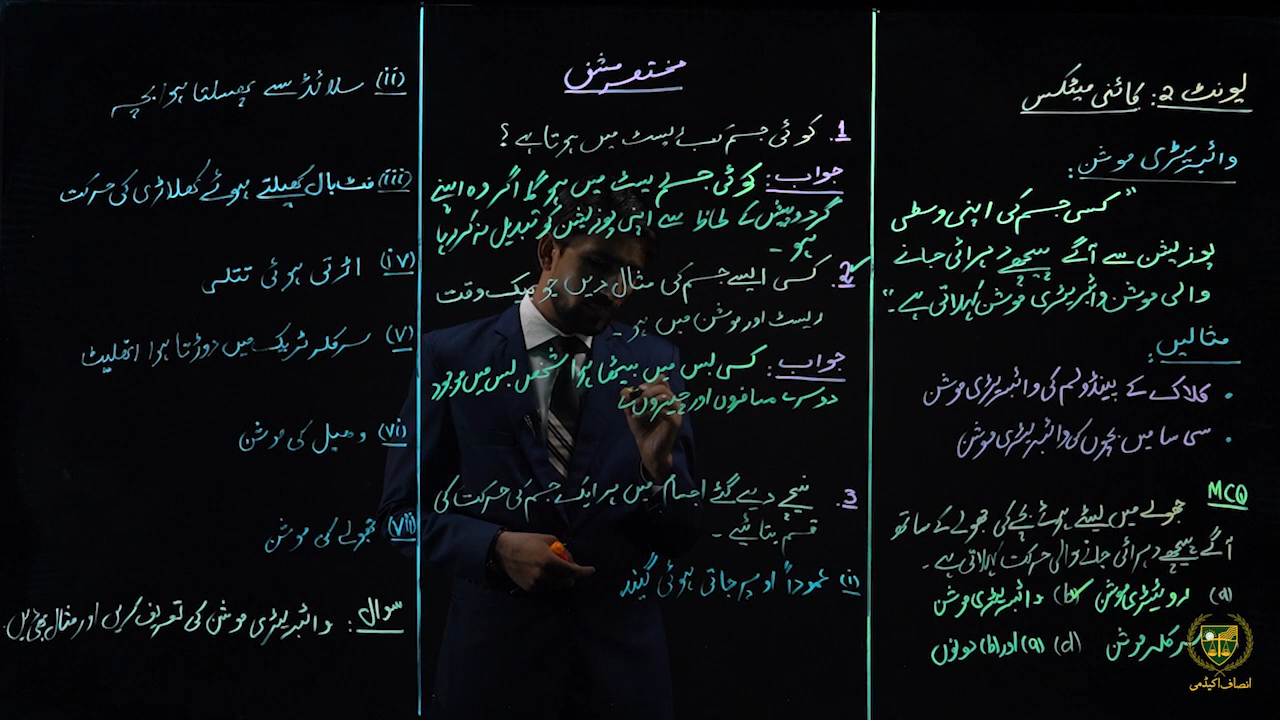 یونٹ 2: کائنی میٹکس
وائبریٹری موشن:
"کسی جسم کی اپنی وسطی
پوزیشن سے آگے پیچھے دہرائی جانے
والی موشن وائبریٹری موشن کہلاتی ہے۔"
مثالیں:
• کلاک کے پینڈولم کی وائبریٹری موشن
• سی سا میں بچوں کی وائبریٹری موشن
MCQ
جھولے میں لیٹے ہوئے بچے کی جھولے کے ساتھ
آگے پیچھے دہرائی جانے والی حرکت کہلاتی ہے۔
(a) روٹیٹری موشن (b) وائبریٹری موشن
سرکلر موشن (d) (a) اور (b) دونوں
مختصر مشق
1. کوئی جسم کب ریسٹ میں ہوتا ہے؟
جواب: کوئی جسم ریسٹ میں ہو گا اگر وہ اپنے
گردوپیش کے لحاظ سے اپنی پوزیشن کو تبدیل نہ کر رہا
ہو۔
2. کسی ایسے جسم کی مثال دیں جو بیک وقت
ریسٹ اور موشن میں ہو۔
جواب: کسی بس میں بیٹھا ہوا شخص بس میں موجود
دوسرے مسافروں اور چیزوں کے
3. نیچے دیے گئے اجسام میں ہر ایک جسم کی حرکت کی
قسم بتائیے۔
(i) عموداً اوپر جاتی ہوئی گیند
(ii) سلائڈ سے پھسلتا ہوا بچہ
(iii) فٹ بال کھیلتے ہوئے کھلاڑی کی حرکت
(iv) اڑتی ہوئی تتلی
(v) سرکلر ٹریک میں دوڑتا ہوا اتھلیٹ
(vi) وھیل کی موشن
(vii) جھولے کی موشن
سوال: وائبریٹری موشن کی تعریف کریں اور مثال بھی دیں۔
انصاف اکیڈمی